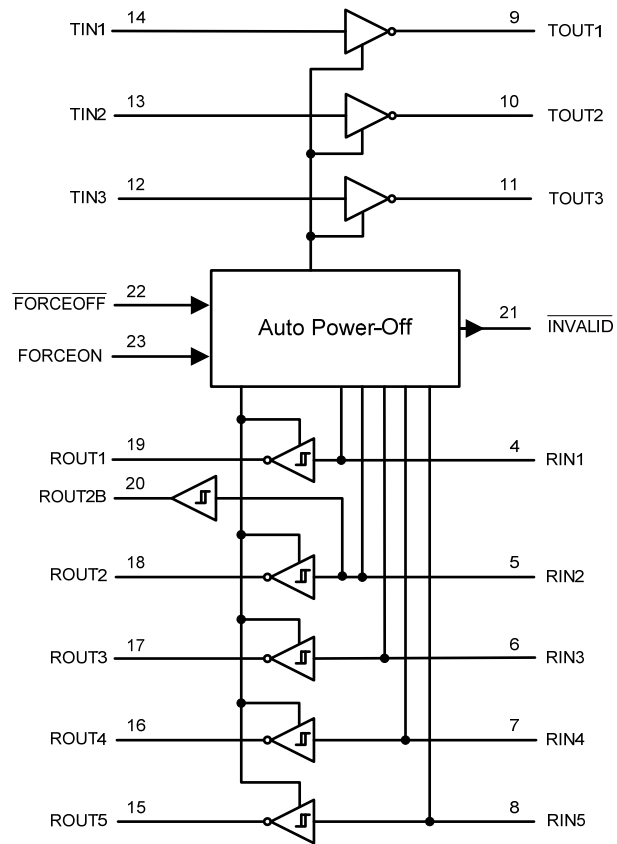 TIN1 14 9 TOUT1
TIN2 13 10 TOUT2
TIN3 12 11 TOUT3
FORCEOFF 22
Auto Power-Off
21 INVALID
FORCEON 23
ROUT1 19 4 RIN1
ROUT2B 20
ROUT2 18 5 RIN2
ROUT3 17 6 RIN3
ROUT4 16 7 RIN4
ROUT5 15 8 RIN5